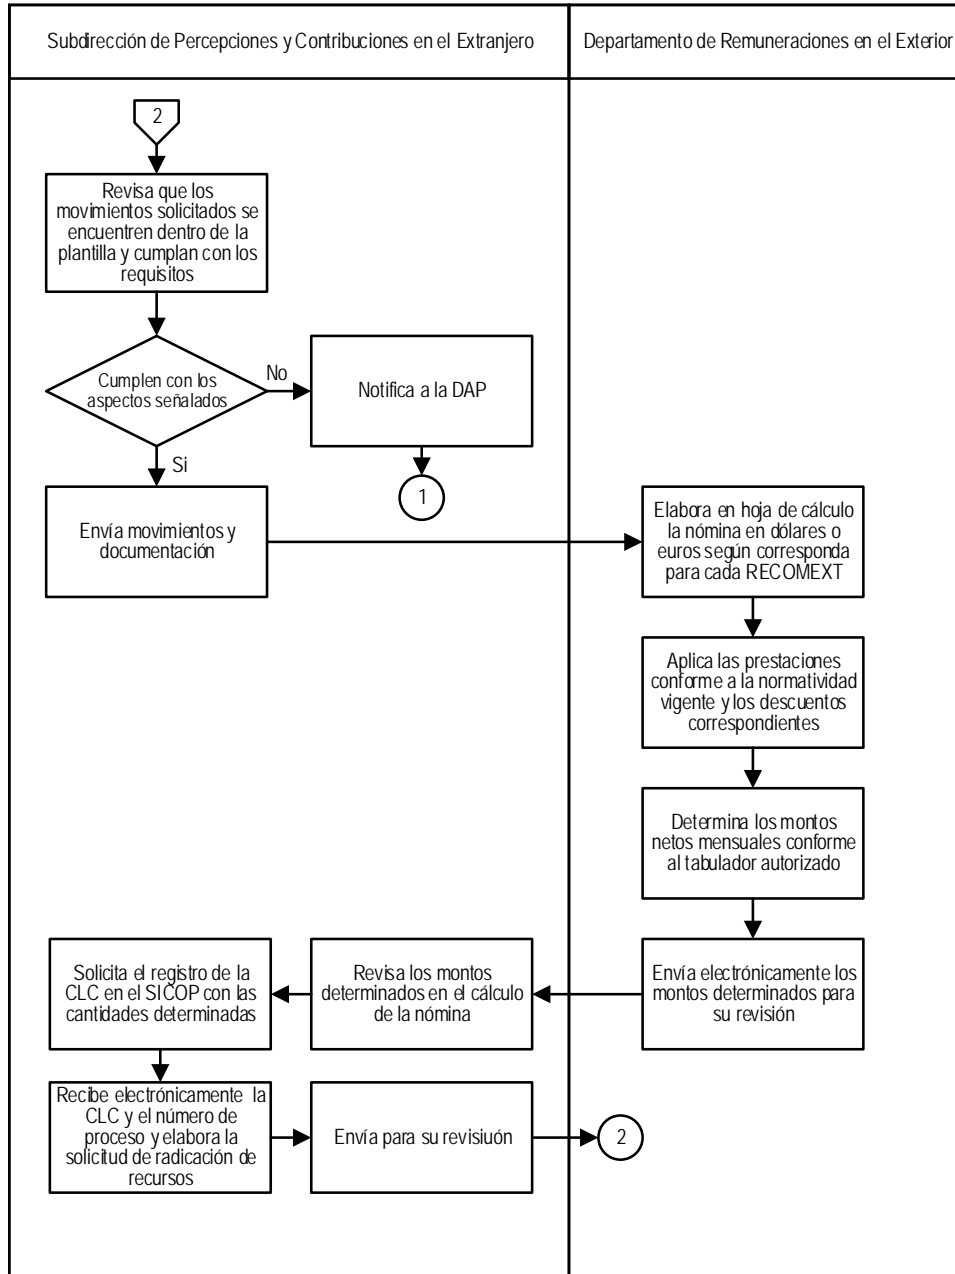 Subdirección de Percepciones y Contribuciones en el Extranjero
Departamento de Remuneraciones en el Exterior
2
Revisa que los
movimientos solicitados se
encuentren dentro de la
plantilla y cumplan con los
requisitos
Cumplen con los
aspectos señalados
No
Notifica a la DAP
Si
1
Envía movimientos y
documentación
Elabora en hoja de cálculo
la nómina en dólares o
euros según corresponda
para cada RECOMEXT
Aplica las prestaciones
conforme a la normatividad
vigente y los descuentos
correspondientes
Determina los montos
netos mensuales conforme
al tabulador autorizado
Envía electrónicamente los
montos determinados para
su revisión
Revisa los montos
determinados en el cálculo
de la nómina
Solicita el registro de la
CLC en el SICOP con las
cantidades determinadas
Recibe electrónicamente la
CLC y el número de
proceso y elabora la
solicitud de radicación de
recursos
Envía para su revisiuón
2